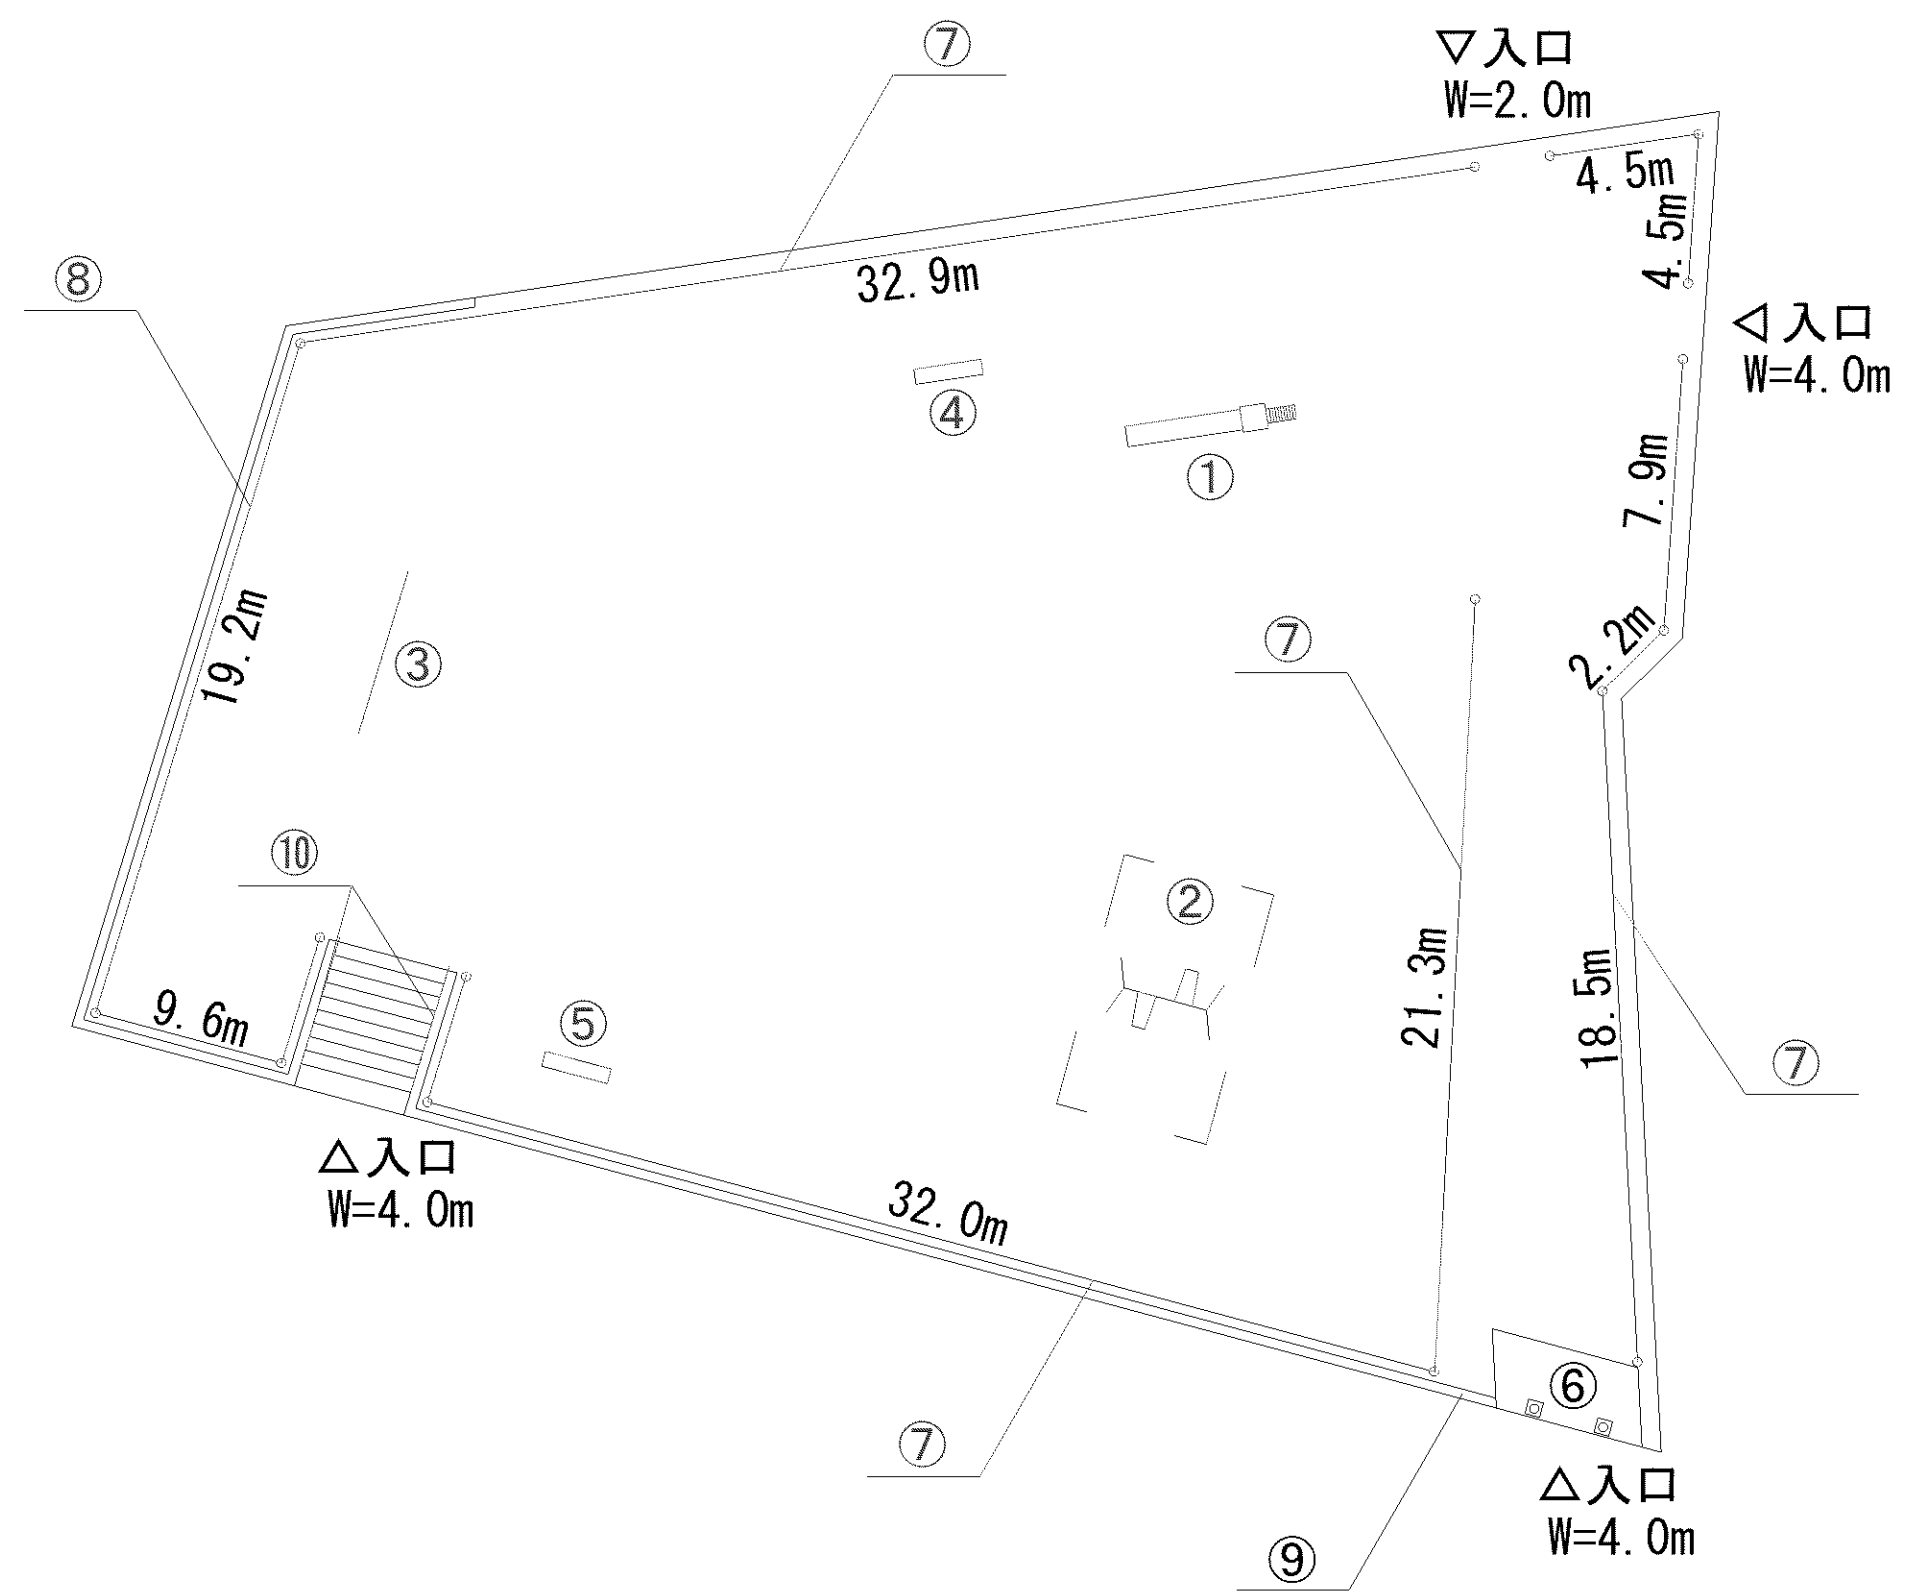 ⑦
▽入口
W=2.0m
4.5m
4.5m
⑧
32.9m
◁入口
W=4.0m
④
①
7.9m
19.2m
③
⑦
2.2m
⑩
②
21.3m
18.5m
9.6m
⑤
⑦
△入口
W=4.0m
32.0m
⑥
⑦
△入口
W=4.0m
⑨